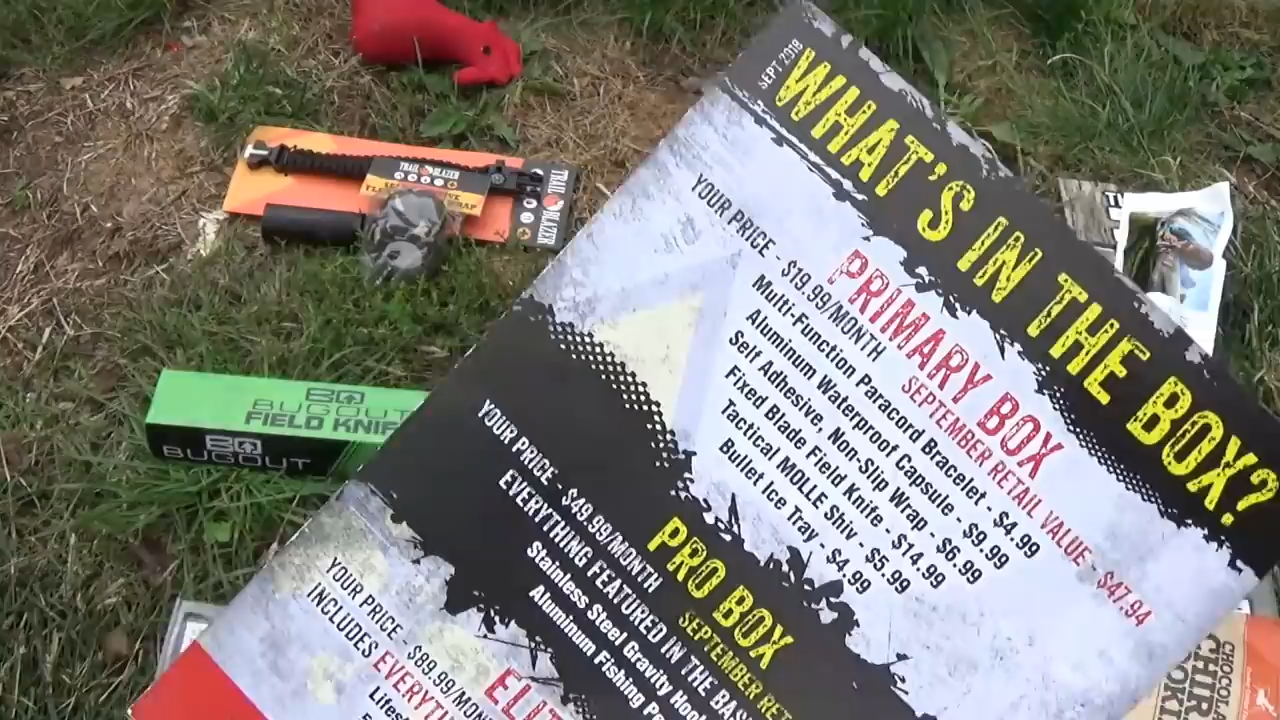 SEPT 2018
WHAT'S IN THE BOX?
PRIMARY BOX
SEPTEMBER RETAIL VALUE - $47.94
YOUR PRICE - $19.99/MONTH
Multi-Function Paracord Bracelet - $4.99
Aluminum Waterproof Capsule - $9.99
Self Adhesive, Non-Slip Wrap - $6.99
Fixed Blade Field Knife - $14.99
Tactical MOLLE Shiv - $5.99
Bullet Ice Tray - $4.99
PRO BOX
SEPTEMBER RET
YOUR PRICE - $49.99/MONTH
EVERYTHING FEATURED IN THE BAS
Stainless Steel Gravity Hoo
Aluminum Fishing Pe
ELIT
YOUR PRICE - $89.99/MON
INCLUDES EVERYTH
TRAIL BLAZER
TRAIL BLAZER
BUGOUT
FIELD KNIF
BUGOUT